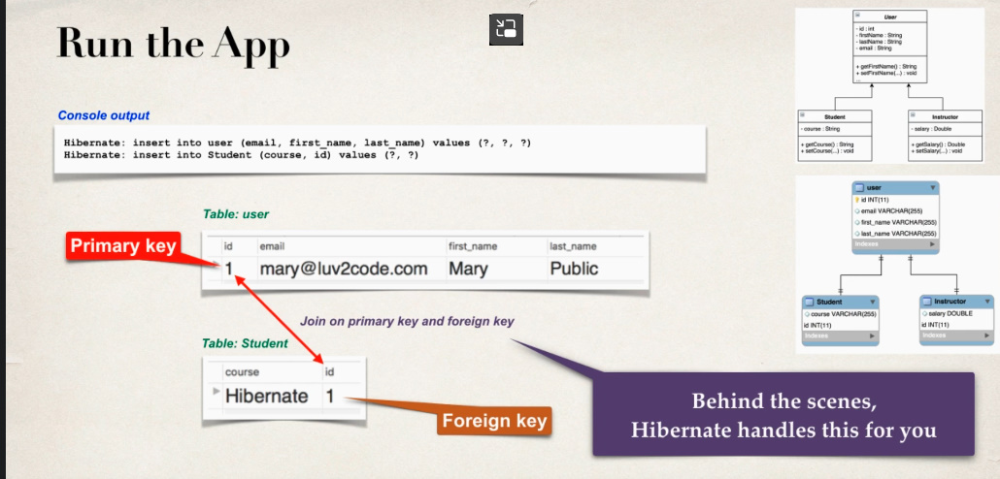 Run the App
Console output
Hibernate: insert into user (email, first_name, last_name) values (?, ?, ?)
Hibernate: insert into Student (course, id) values (?, ?)
Table: user
id email first_name last_name
1 mary@luv2code.com Mary Public
Primary key
Join on primary key and foreign key
Table: Student
course id
Hibernate 1
Foreign key
Behind the scenes,
Hibernate handles this for you
User
- id : int
- firstName : String
- lastName : String
- email : String
+ getFirstName() : String
+ setFirstName(...) : void
...
Student
- course : String
+ getCourse() : String
+ setCourse(...) : void
Instructor
- salary : Double
+ getSalary() : Double
+ setSalary(...) : void
user
id INT(11)
email VARCHAR(255)
first_name VARCHAR(255)
last_name VARCHAR(255)
Indexes
Student
course VARCHAR(255)
id INT(11)
Indexes
Instructor
salary DOUBLE
id INT(11)
Indexes